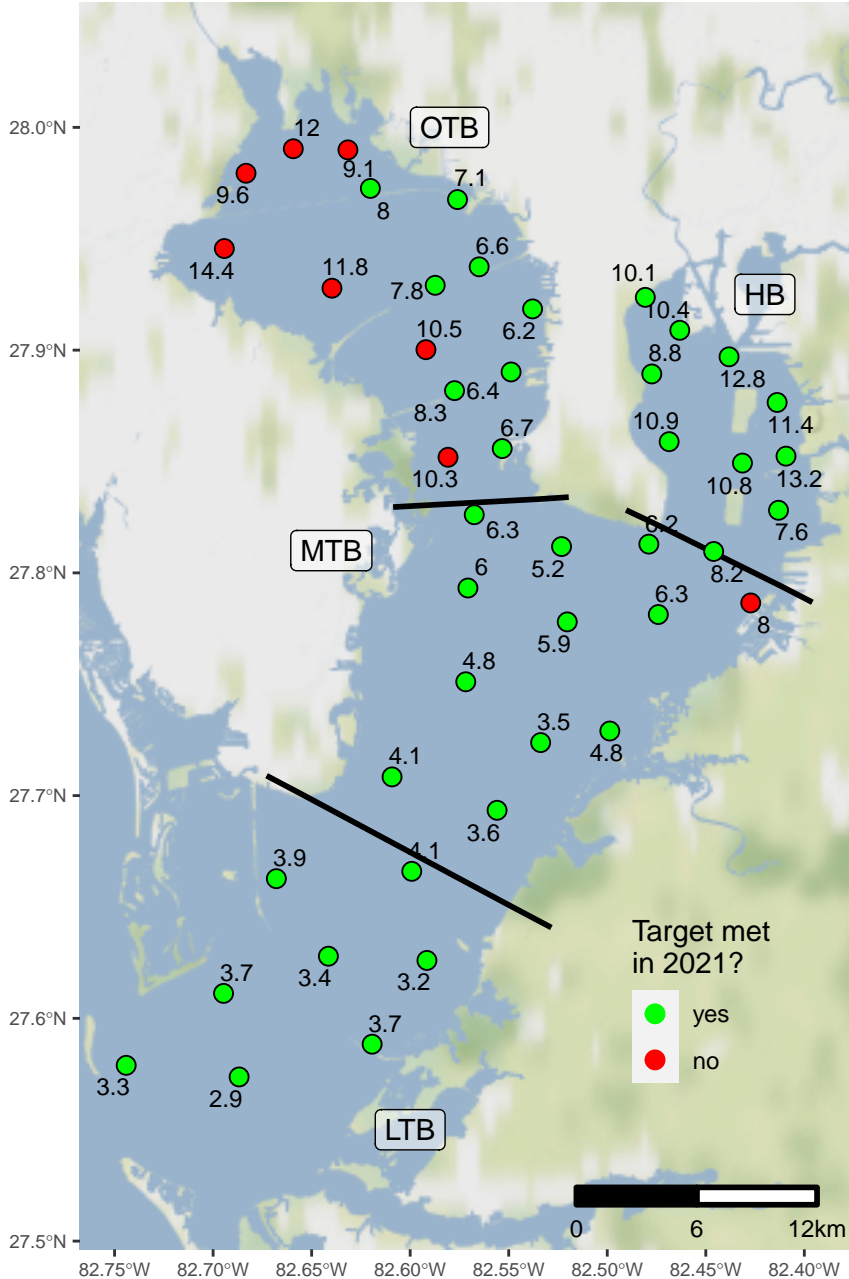 28.0°N
27.9°N
27.8°N
27.7°N
27.6°N
27.5°N
OTB
12
9.1
9.6
8
7.1
14.4
11.8
7.8
6.6
6.2
10.5
8.3
6.4
6.7
10.3
HB
10.1
10.4
8.8
12.8
11.4
10.9
10.8
13.2
7.6
MTB
6.3
5.2
6.2
8.2
8
6
5.9
6.3
4.8
3.5
4.8
4.1
3.6
4.1
3.9
3.4
3.2
3.7
3.7
3.3
2.9
LTB
Target met
in 2021?
yes
no
0 6 12km
82.75°W 82.70°W 82.65°W 82.60°W 82.55°W 82.50°W 82.45°W 82.40°W